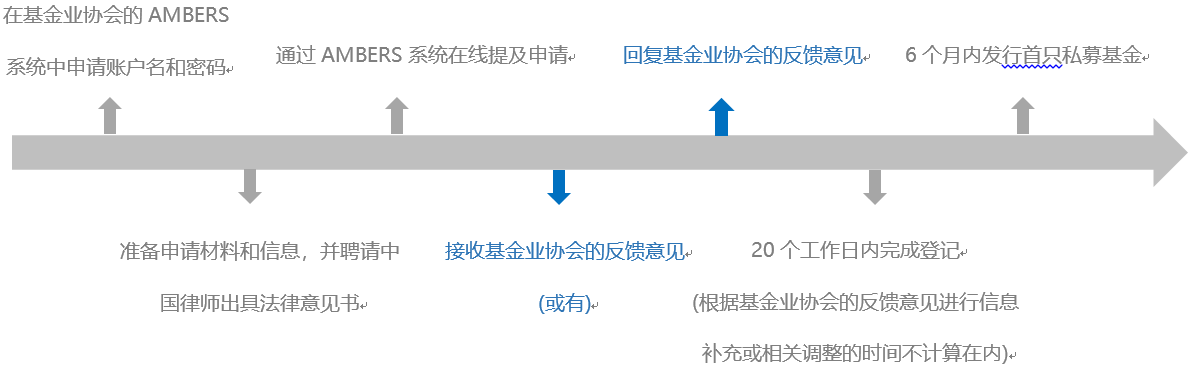 在基金业协会的 AMBERS
系统中申请账户名和密码
通过 AMBERS 系统在线提及申请
回复基金业协会的反馈意见
6 个月内发行首只私募基金
准备申请材料和信息，并聘请中
国律师出具法律意见书
接收基金业协会的反馈意见
(或有)
20 个工作日内完成登记
(根据基金业协会的反馈意见进行信息
补充或相关调整的时间不计算在内)